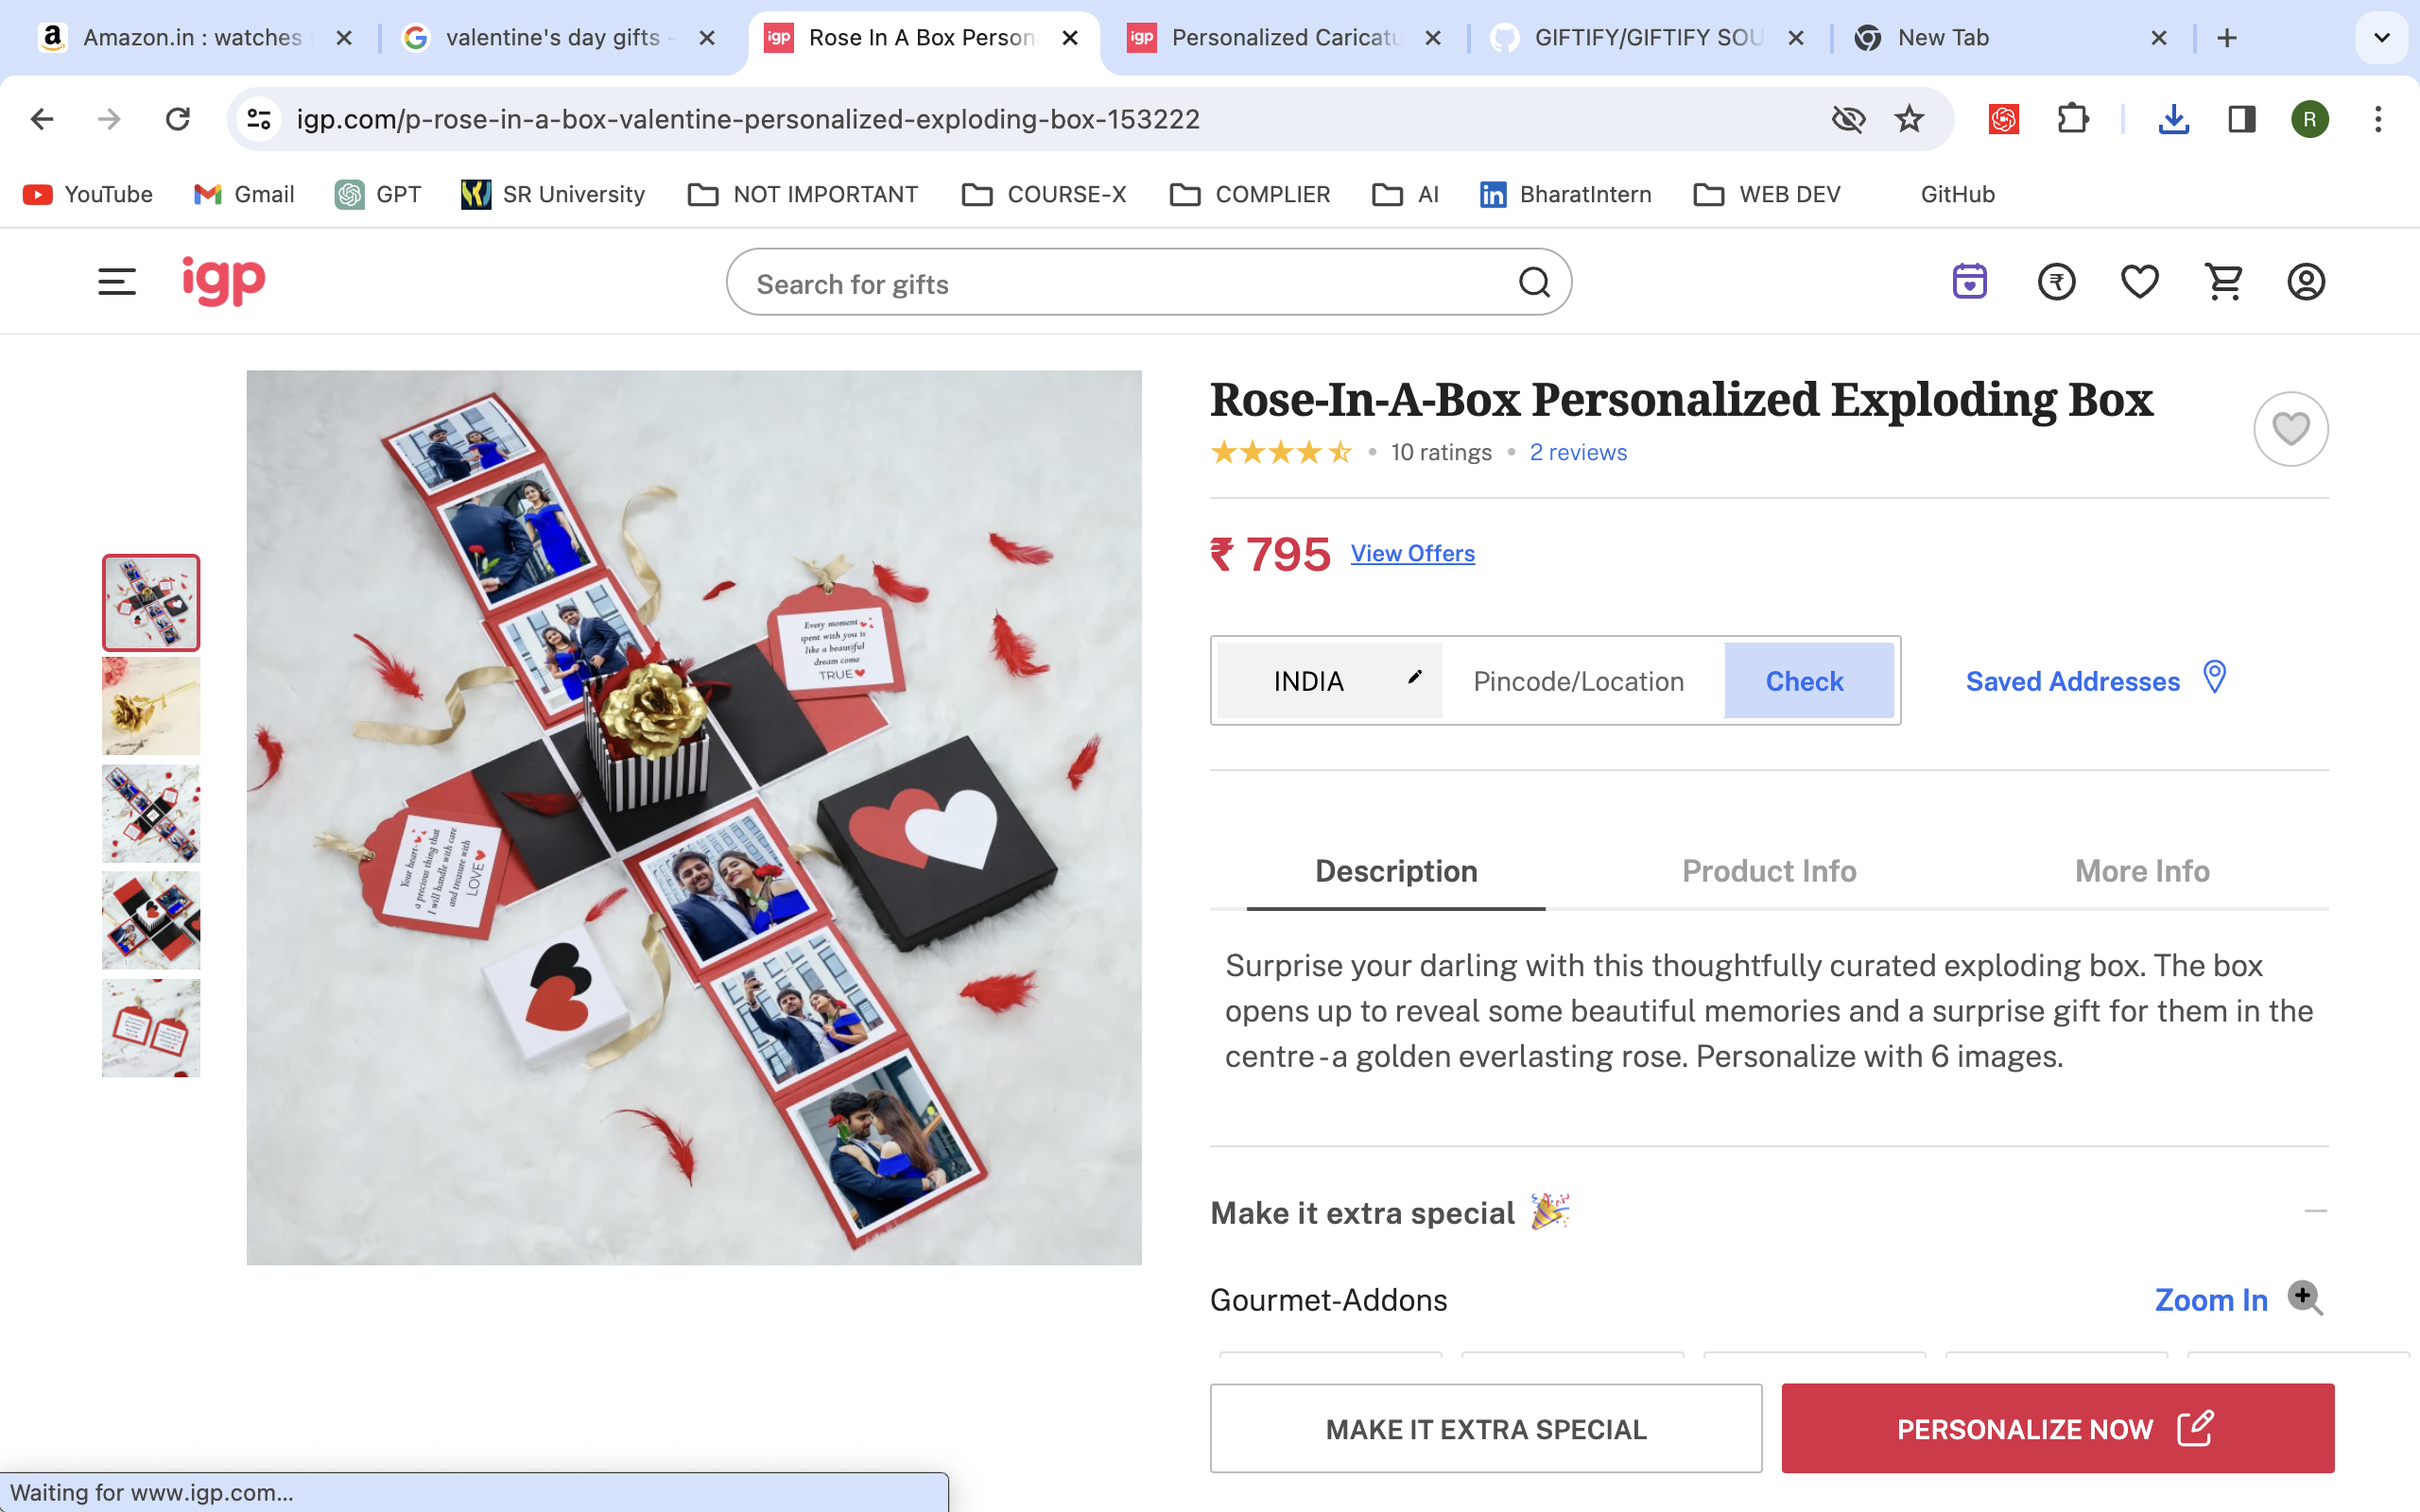 Amazon.in : watches
valentine's day gifts -
igp
Rose In A Box Person
igp
Personalized Caricatu
GIFTIFY/GIFTIFY SOU
New Tab
igp.com/p-rose-in-a-box-valentine-personalized-exploding-box-153222
R
YouTube
Gmail
GPT
SR University
NOT IMPORTANT
COURSE-X
COMPLIER
AI
BharatIntern
WEB DEV
GitHub
igp
Search for gifts
Rose-In-A-Box Personalized Exploding Box
10 ratings • 2 reviews
₹ 795 View Offers
INDIA
Pincode/Location
Check
Saved Addresses
Every moment
spent with you is
like a beautiful
dream come
TRUE
Your heart-
a precious thing that
I will handle with care
and treasure with
LOVE
Description
Product Info
More Info
Surprise your darling with this thoughtfully curated exploding box. The box
opens up to reveal some beautiful memories and a surprise gift for them in the
centre - a golden everlasting rose. Personalize with 6 images.
Make it extra special
Gourmet-Addons
Zoom In
MAKE IT EXTRA SPECIAL
PERSONALIZE NOW
Waiting for www.igp.com...